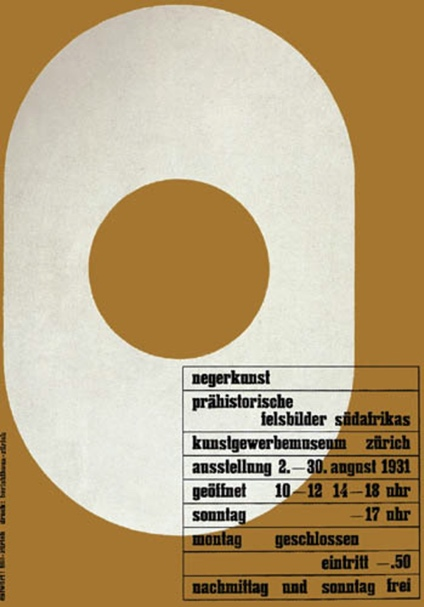 negerkunst
prähistorische
felsbilder südafrikas
kunstgewerbemuseum zürich
ausstellung 2.–30. august 1931
geöffnet 10–12 14–18 uhr
sonntag –17 uhr
montag geschlossen
eintritt –.50
nachmittag und sonntag frei
entwurf: bill-zürich druck: berichthaus-zürich